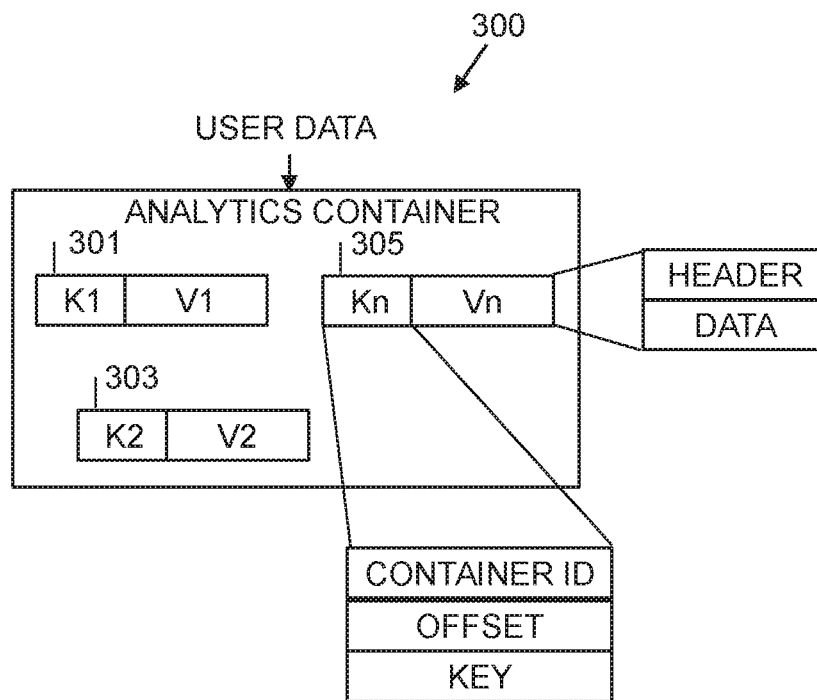 300
USER DATA
ANALYTICS CONTAINER
301
305
K1 V1
Kn Vn
HEADER
DATA
303
K2 V2
CONTAINER ID
OFFSET
KEY